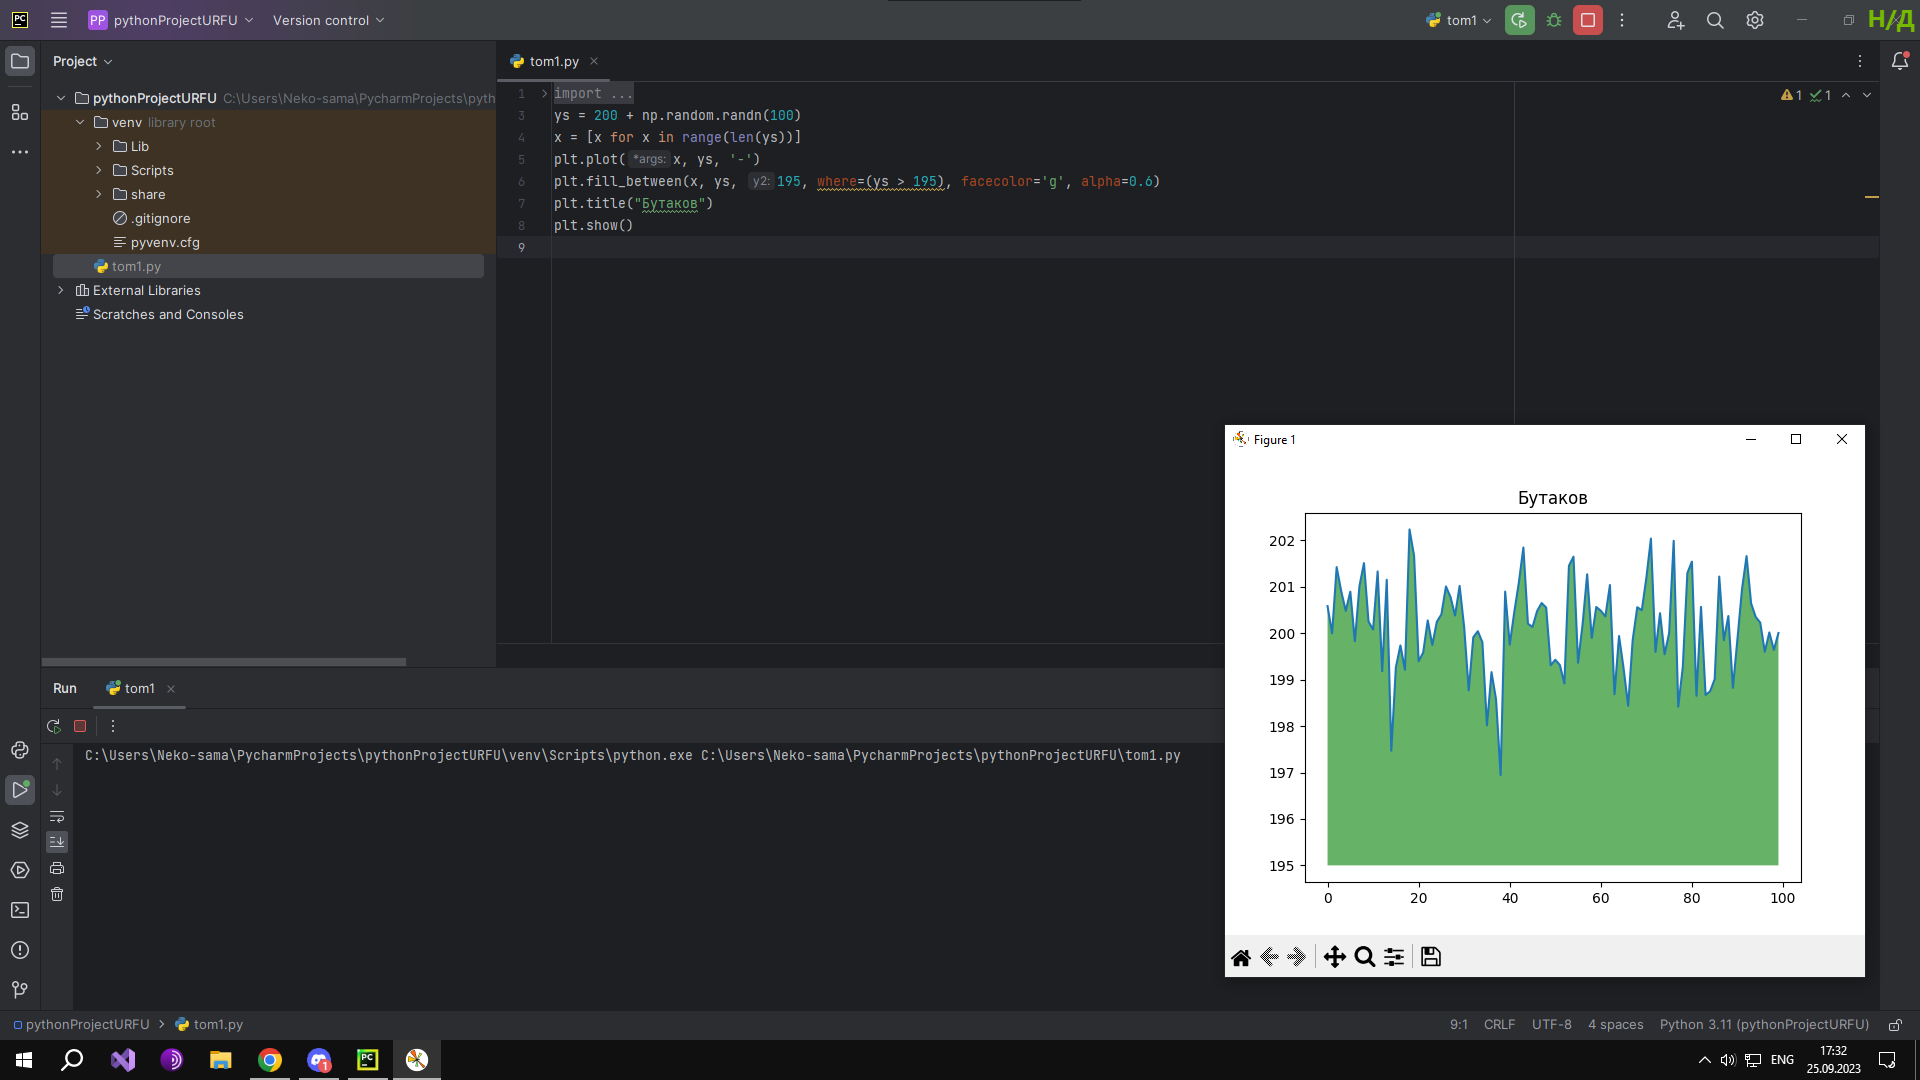 PC
PP pythonProjectURFU
Version control
tom1
Н/Д
Project
tom1.py
pythonProjectURFU C:\Users\Neko-sama\PycharmProjects\pyth
venv library root
Lib
Scripts
share
.gitignore
pyvenv.cfg
tom1.py
External Libraries
Scratches and Consoles
1 import ...
3 ys = 200 + np.random.randn(100)
4 x = [x for x in range(len(ys))]
5 plt.plot( *args: x, ys, '-')
6 plt.fill_between(x, ys, y2: 195, where=(ys > 195), facecolor='g', alpha=0.6)
7 plt.title("Бутаков")
8 plt.show()
9
1 1
Figure 1
Бутаков
202
201
200
199
198
197
196
195
0 20 40 60 80 100
Run
tom1
C:\Users\Neko-sama\PycharmProjects\pythonProjectURFU\venv\Scripts\python.exe C:\Users\Neko-sama\PycharmProjects\pythonProjectURFU\tom1.py
pythonProjectURFU
tom1.py
9:1 CRLF UTF-8 4 spaces Python 3.11 (pythonProjectURFU)
1
PC
ENG
17:32
25.09.2023